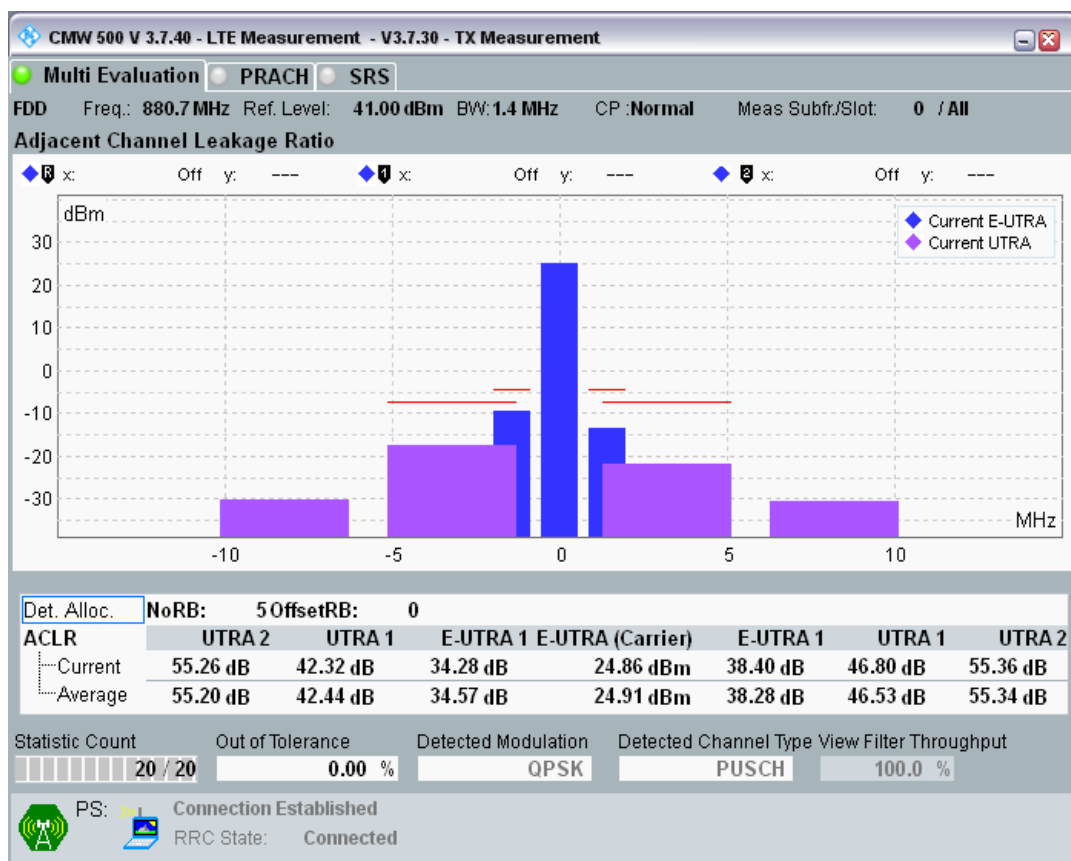 CMW 500 V 3.7.40 - LTE Measurement - V3.7.30 - TX Measurement
Multi Evaluation PRACH SRS
FDD Freq.: 880.7 MHz Ref. Level: 41.00 dBm BW: 1.4 MHz CP :Normal Meas Subfr./Slot: 0 / All
Adjacent Channel Leakage Ratio
R x: Off y: --- 1 x: Off y: --- 2 x: Off y: ---
dBm
Current E-UTRA
Current UTRA
30
20
10
0
-10
-20
-30
MHz
-10 -5 0 5 10
Det. Alloc. NoRB: 5 OffsetRB: 0
ACLR UTRA 2 UTRA 1 E-UTRA 1 E-UTRA (Carrier) E-UTRA 1 UTRA 1 UTRA 2
Current 55.26 dB 42.32 dB 34.28 dB 24.86 dBm 38.40 dB 46.80 dB 55.36 dB
Average 55.20 dB 42.44 dB 34.57 dB 24.91 dBm 38.28 dB 46.53 dB 55.34 dB
Statistic Count Out of Tolerance Detected Modulation Detected Channel Type View Filter Throughput
20 / 20 0.00 % QPSK PUSCH 100.0 %
PS: Connection Established
RRC State: Connected